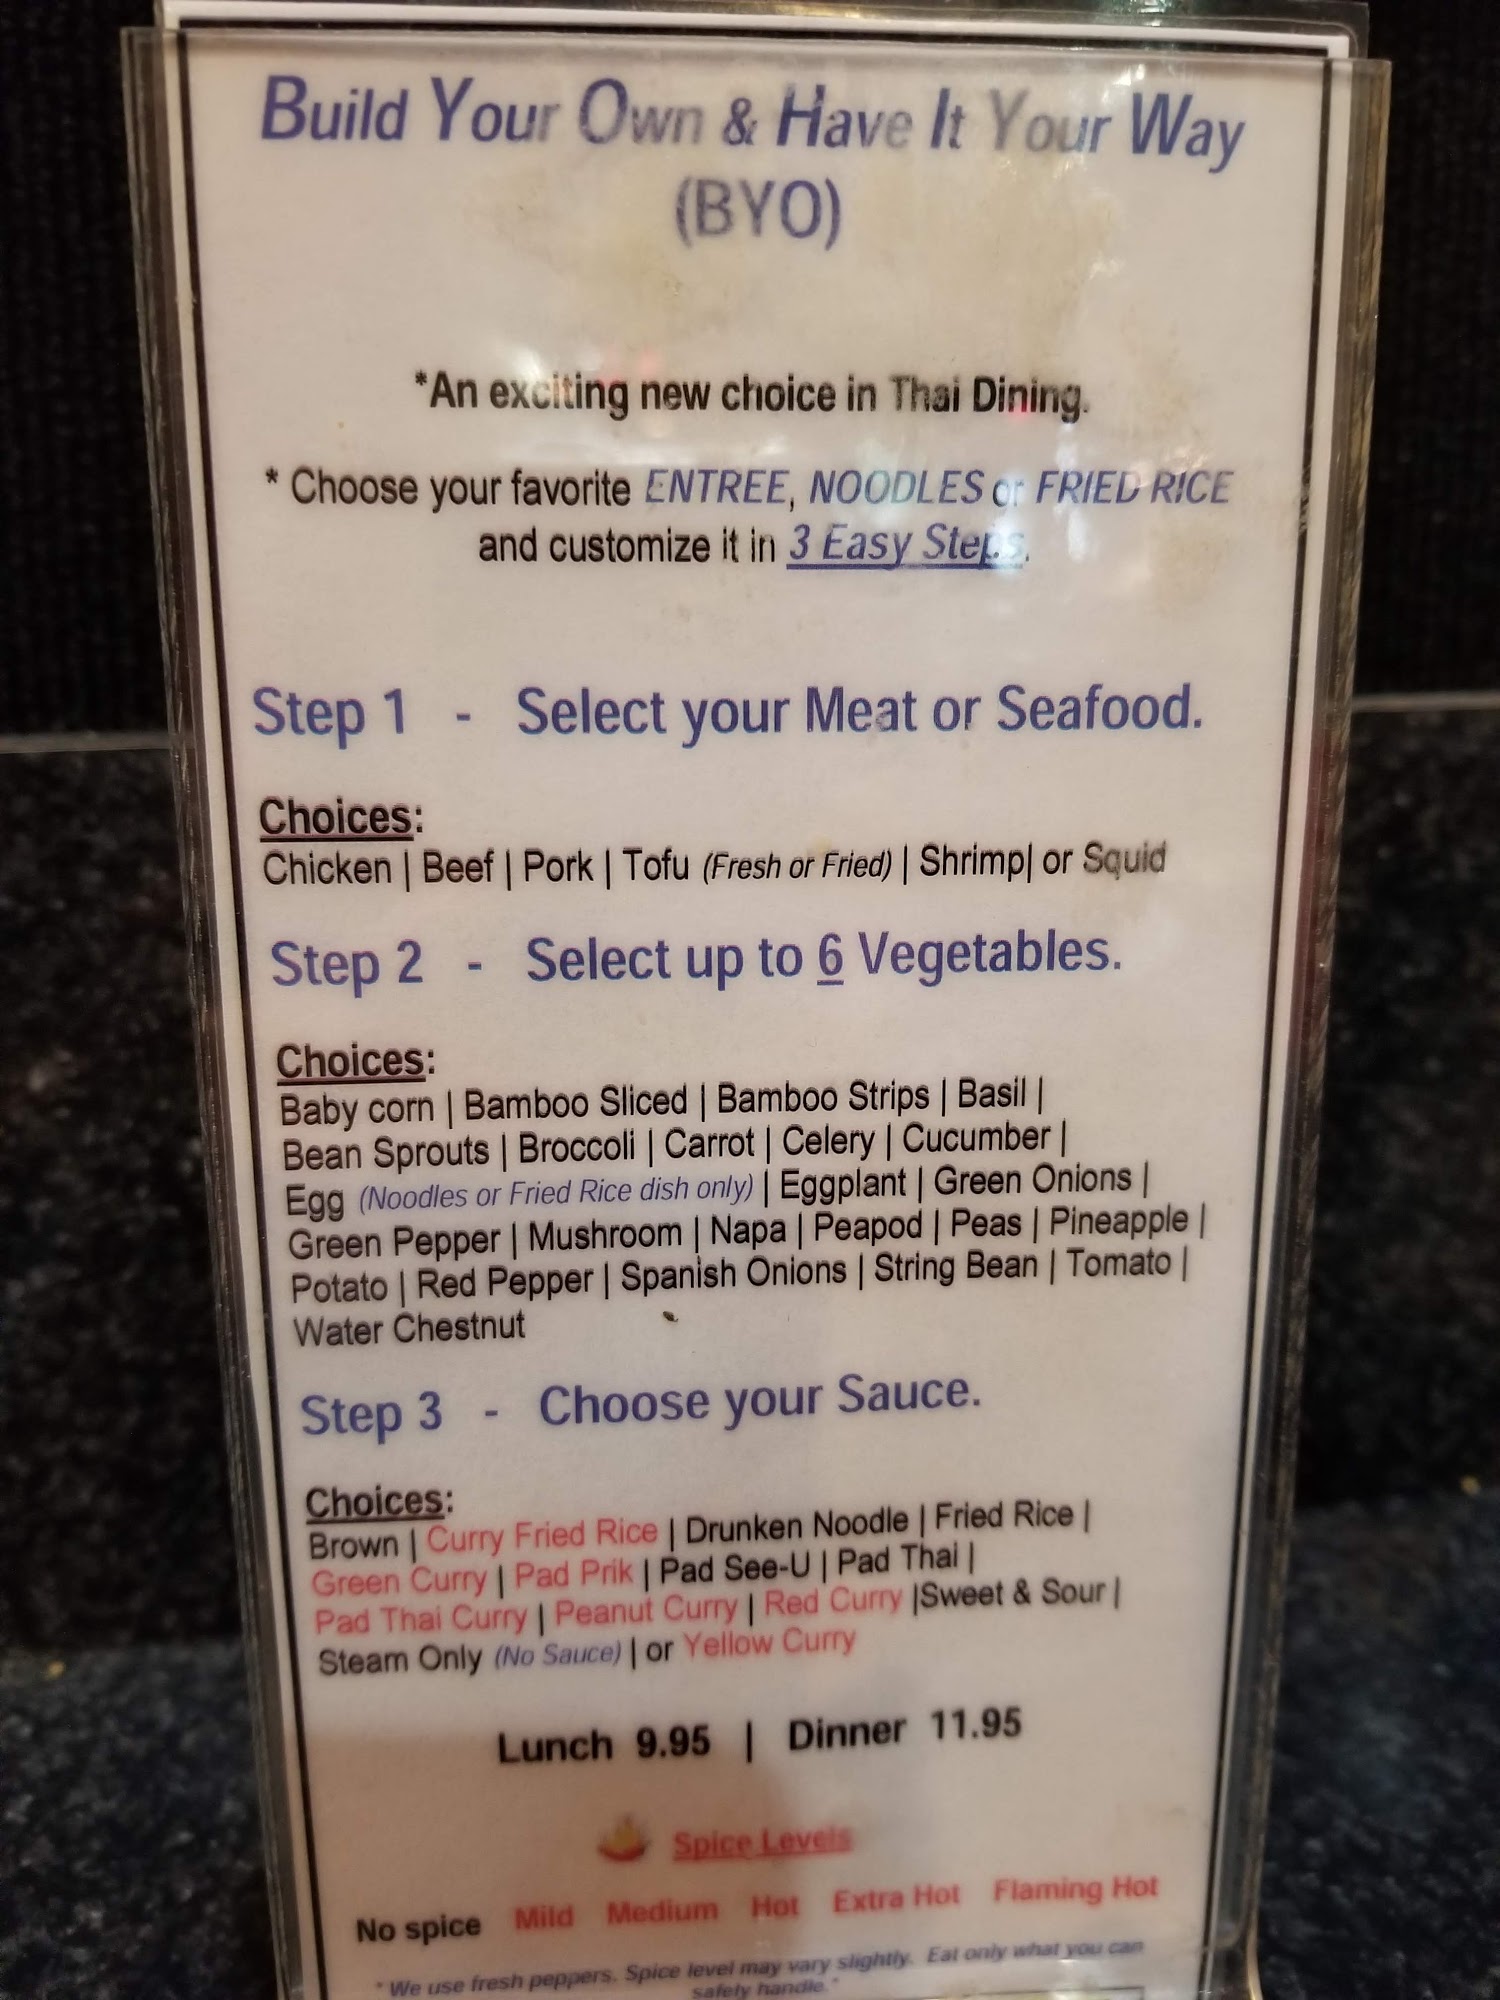 Build Your Own & Have It Your Way
(BYO)
*An exciting new choice in Thai Dining.
* Choose your favorite ENTREE, NOODLES or FRIED RICE
and customize it in 3 Easy Steps.
Step 1 - Select your Meat or Seafood.
Choices:
Chicken | Beef | Pork | Tofu (Fresh or Fried) | Shrimp| or Squid
Step 2 - Select up to 6 Vegetables.
Choices:
Baby corn | Bamboo Sliced | Bamboo Strips | Basil |
Bean Sprouts | Broccoli | Carrot | Celery | Cucumber |
Egg (Noodles or Fried Rice dish only) | Eggplant | Green Onions |
Green Pepper | Mushroom | Napa | Peapod | Peas | Pineapple |
Potato | Red Pepper | Spanish Onions | String Bean | Tomato |
Water Chestnut
Step 3 - Choose your Sauce.
Choices:
Brown | Curry Fried Rice | Drunken Noodle | Fried Rice |
Green Curry | Pad Prik | Pad See-U | Pad Thai |
Pad Thai Curry | Peanut Curry | Red Curry |Sweet & Sour |
Steam Only (No Sauce) | or Yellow Curry
Lunch 9.95 | Dinner 11.95
Spice Levels
No spice Mild Medium Hot Extra Hot Flaming Hot
* We use fresh peppers. Spice level may vary slightly. Eat only what you can
safely handle.*